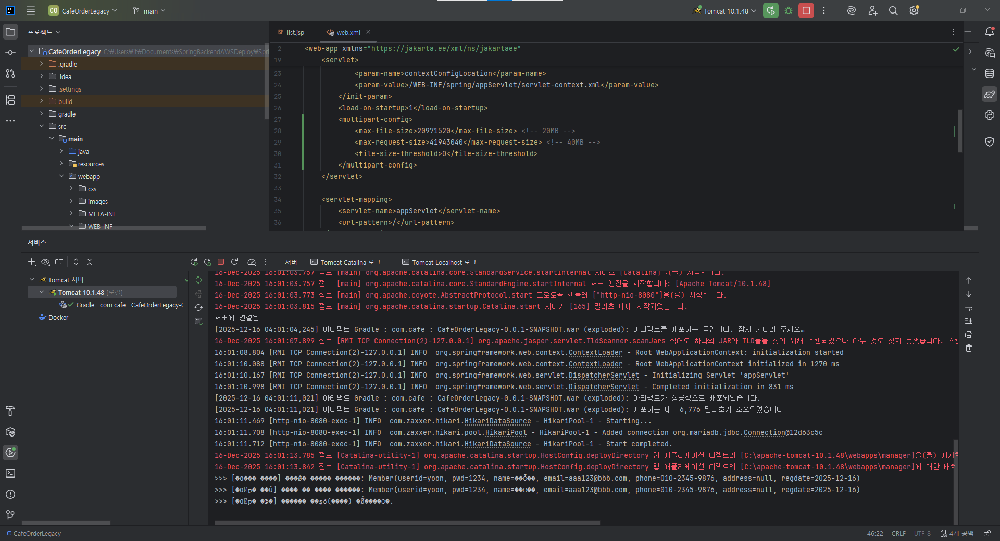 CO CafeOrderLegacy
main
Tomcat 10.1.48
프로젝트
CafeOrderLegacy C:₩Users₩it₩Documents₩SpringBackendAWSDeploy₩Spri
.gradle
.idea
.settings
build
gradle
src
main
java
resources
webapp
css
images
META-INF
WEB-INF
JSP list.jsp
web.xml
2 <web-app xmlns="https://jakarta.ee/xml/ns/jakartaee"
19 <servlet>
23 <param-name>contextConfigLocation</param-name>
24 <param-value>/WEB-INF/spring/appServlet/servlet-context.xml</param-value>
25 </init-param>
26 <load-on-startup>1</load-on-startup>
27 <multipart-config>
28 <max-file-size>20971520</max-file-size> <!-- 20MB -->
29 <max-request-size>41943040</max-request-size> <!-- 40MB -->
30 <file-size-threshold>0</file-size-threshold>
31 </multipart-config>
32 </servlet>
33
34 <servlet-mapping>
35 <servlet-name>appServlet</servlet-name>
36 <url-pattern>/</url-pattern>
서비스
Tomcat 서버
Tomcat 10.1.48 [로컬]
Gradle : com.cafe : CafeOrderLegacy-0
Docker
서버
Tomcat Catalina 로그
Tomcat Localhost 로그
16-Dec-2025 16:01:03.757 정보 [main] org.apache.catalina.core.StandardService.startInternal 서비스 [Catalina]을(를) 시작합니다.
16-Dec-2025 16:01:03.757 정보 [main] org.apache.catalina.core.StandardEngine.startInternal 서버 엔진을 시작합니다: [Apache Tomcat/10.1.48]
16-Dec-2025 16:01:03.773 정보 [main] org.apache.coyote.AbstractProtocol.start 프로토콜 핸들러 ["http-nio-8080"]을(를) 시작합니다.
16-Dec-2025 16:01:03.815 정보 [main] org.apache.catalina.startup.Catalina.start 서버가 [165] 밀리초 내에 시작되었습니다.
서버에 연결됨
[2025-12-16 04:01:04,245] 아티팩트 Gradle : com.cafe : CafeOrderLegacy-0.0.1-SNAPSHOT.war (exploded): 아티팩트를 배포하는 중입니다. 잠시 기다려 주세요…
16-Dec-2025 16:01:07.899 정보 [RMI TCP Connection(2)-127.0.0.1] org.apache.jasper.servlet.TldScanner.scanJars 적어도 하나의 JAR가 TLD들을 찾기 위해 스캔되었으나 아무 것도 찾지 못했습니다. 스캔
16:01:08.804 [RMI TCP Connection(2)-127.0.0.1] INFO org.springframework.web.context.ContextLoader - Root WebApplicationContext: initialization started
16:01:10.088 [RMI TCP Connection(2)-127.0.0.1] INFO org.springframework.web.context.ContextLoader - Root WebApplicationContext initialized in 1270 ms
16:01:10.167 [RMI TCP Connection(2)-127.0.0.1] INFO org.springframework.web.servlet.DispatcherServlet - Initializing Servlet 'appServlet'
16:01:10.998 [RMI TCP Connection(2)-127.0.0.1] INFO org.springframework.web.servlet.DispatcherServlet - Completed initialization in 831 ms
[2025-12-16 04:01:11,021] 아티팩트 Gradle : com.cafe : CafeOrderLegacy-0.0.1-SNAPSHOT.war (exploded): 아티팩트가 성공적으로 배포되었습니다.
[2025-12-16 04:01:11,021] 아티팩트 Gradle : com.cafe : CafeOrderLegacy-0.0.1-SNAPSHOT.war (exploded): 배포하는 데 6,776 밀리초가 소요되었습니다
16:01:11.469 [http-nio-8080-exec-1] INFO com.zaxxer.hikari.HikariDataSource - HikariPool-1 - Starting...
16:01:11.708 [http-nio-8080-exec-1] INFO com.zaxxer.hikari.pool.HikariPool - HikariPool-1 - Added connection org.mariadb.jdbc.Connection@12d63c5c
16:01:11.712 [http-nio-8080-exec-1] INFO com.zaxxer.hikari.HikariDataSource - HikariPool-1 - Start completed.
16-Dec-2025 16:01:13.785 정보 [Catalina-utility-1] org.apache.catalina.startup.HostConfig.deployDirectory 웹 애플리케이션 디렉토리 [C:\apache-tomcat-10.1.48\webapps\manager]을(를) 배치합
16-Dec-2025 16:01:13.842 정보 [Catalina-utility-1] org.apache.catalina.startup.HostConfig.deployDirectory 웹 애플리케이션 디렉토리 [C:\apache-tomcat-10.1.48\webapps\manager]에 대한 배치
>>> Member(userid=yoon, pwd=1234, name= email=aaa123@bbb.com, phone=010-2345-9876, address=null, regdate=2025-12-16)
>>> Member(userid=yoon, pwd=1234, name= email=aaa123@bbb.com, phone=010-2345-9876, address=null, regdate=2025-12-16)
>>>
CafeOrderLegacy
46:22 CRLF UTF-8 4개 공백